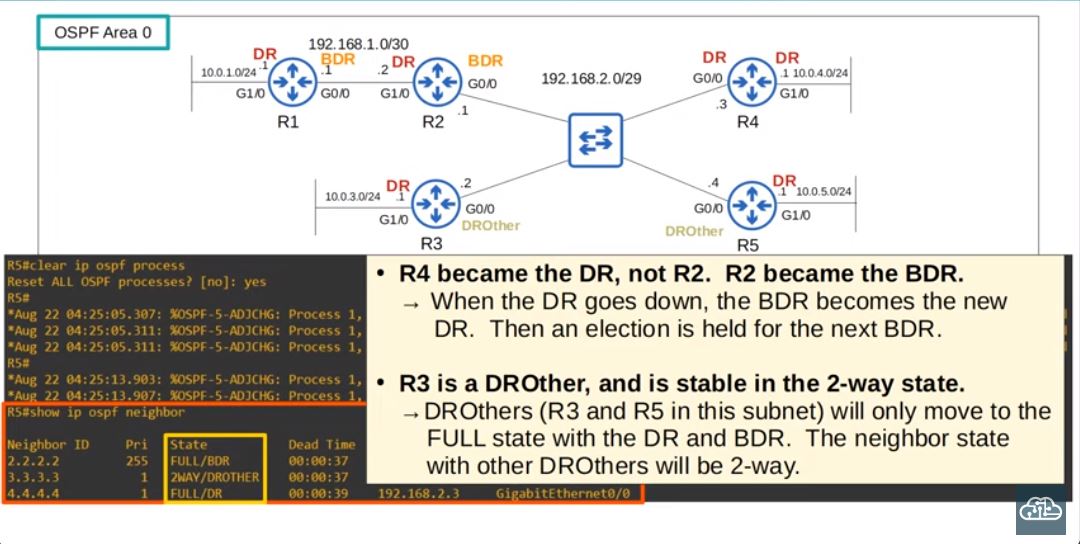 OSPF Area 0
192.168.1.0/30
DR
BDR
DR
BDR
192.168.2.0/29
DR
DR
10.0.1.0/24
.1
.1
.2
G0/0
G0/0
.1 10.0.4.0/24
G1/0
G0/0
G1/0
G1/0
.1
.3
R1
R2
R4
DR
.2
.4
DR
10.0.3.0/24
.1
.1 10.0.5.0/24
G1/0
G0/0
G0/0
G1/0
DROther
DROther
R3
R5
R5#clear ip ospf process
Reset ALL OSPF processes? [no]: yes
R5#
*Aug 22 04:25:05.307: %OSPF-5-ADJCHG: Process 1,
*Aug 22 04:25:05.311: %OSPF-5-ADJCHG: Process 1,
*Aug 22 04:25:05.311: %OSPF-5-ADJCHG: Process 1,
R5#
*Aug 22 04:25:13.903: %OSPF-5-ADJCHG: Process 1,
*Aug 22 04:25:13.907: %OSPF-5-ADJCHG: Process 1,
R5#show ip ospf neighbor
Neighbor ID Pri State Dead Time
2.2.2.2 255 FULL/BDR 00:00:37
3.3.3.3 1 2WAY/DROTHER 00:00:37
4.4.4.4 1 FULL/DR 00:00:39 192.168.2.3 GigabitEthernet0/0
• R4 became the DR, not R2. R2 became the BDR.
→ When the DR goes down, the BDR becomes the new
DR. Then an election is held for the next BDR.
• R3 is a DROther, and is stable in the 2-way state.
→DROthers (R3 and R5 in this subnet) will only move to the
FULL state with the DR and BDR. The neighbor state
with other DROthers will be 2-way.